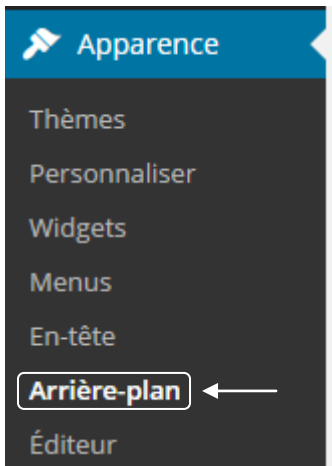 Apparence
Thèmes
Personnaliser
Widgets
Menus
En-tête
Arrière-plan
Éditeur